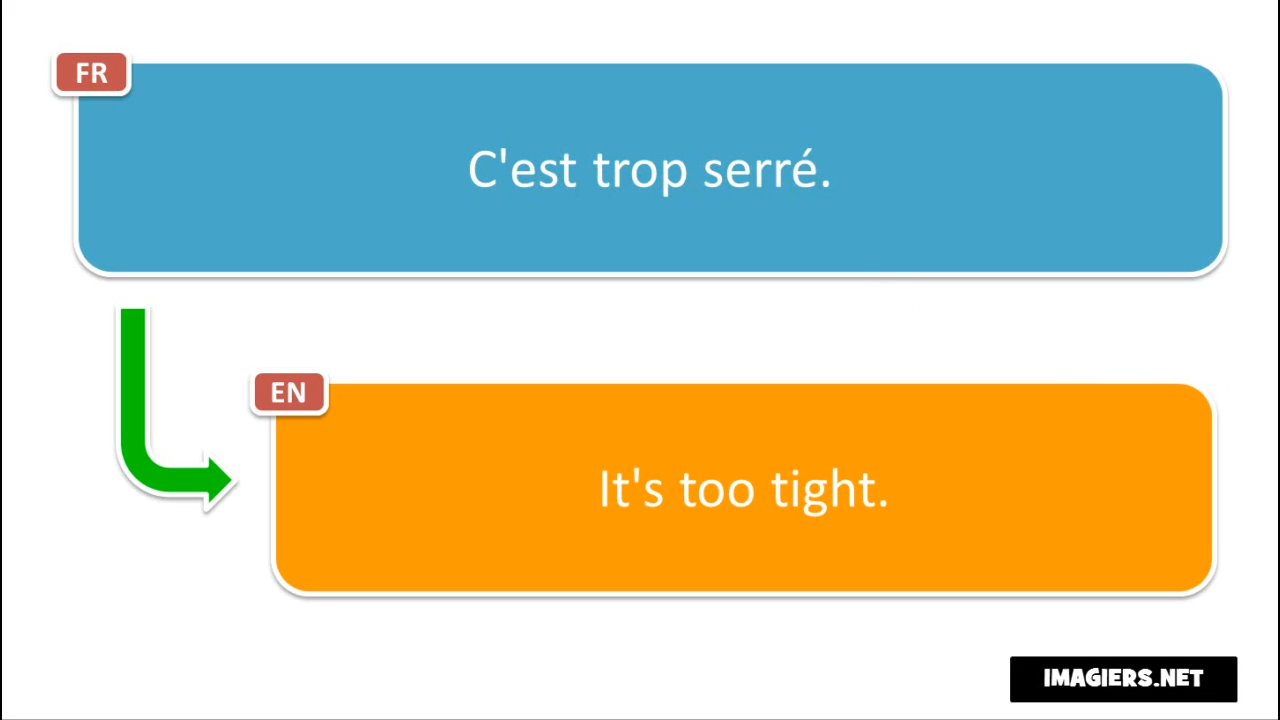 FR
C'est trop serré.
EN
It's too tight.
IMAGIERS.NET